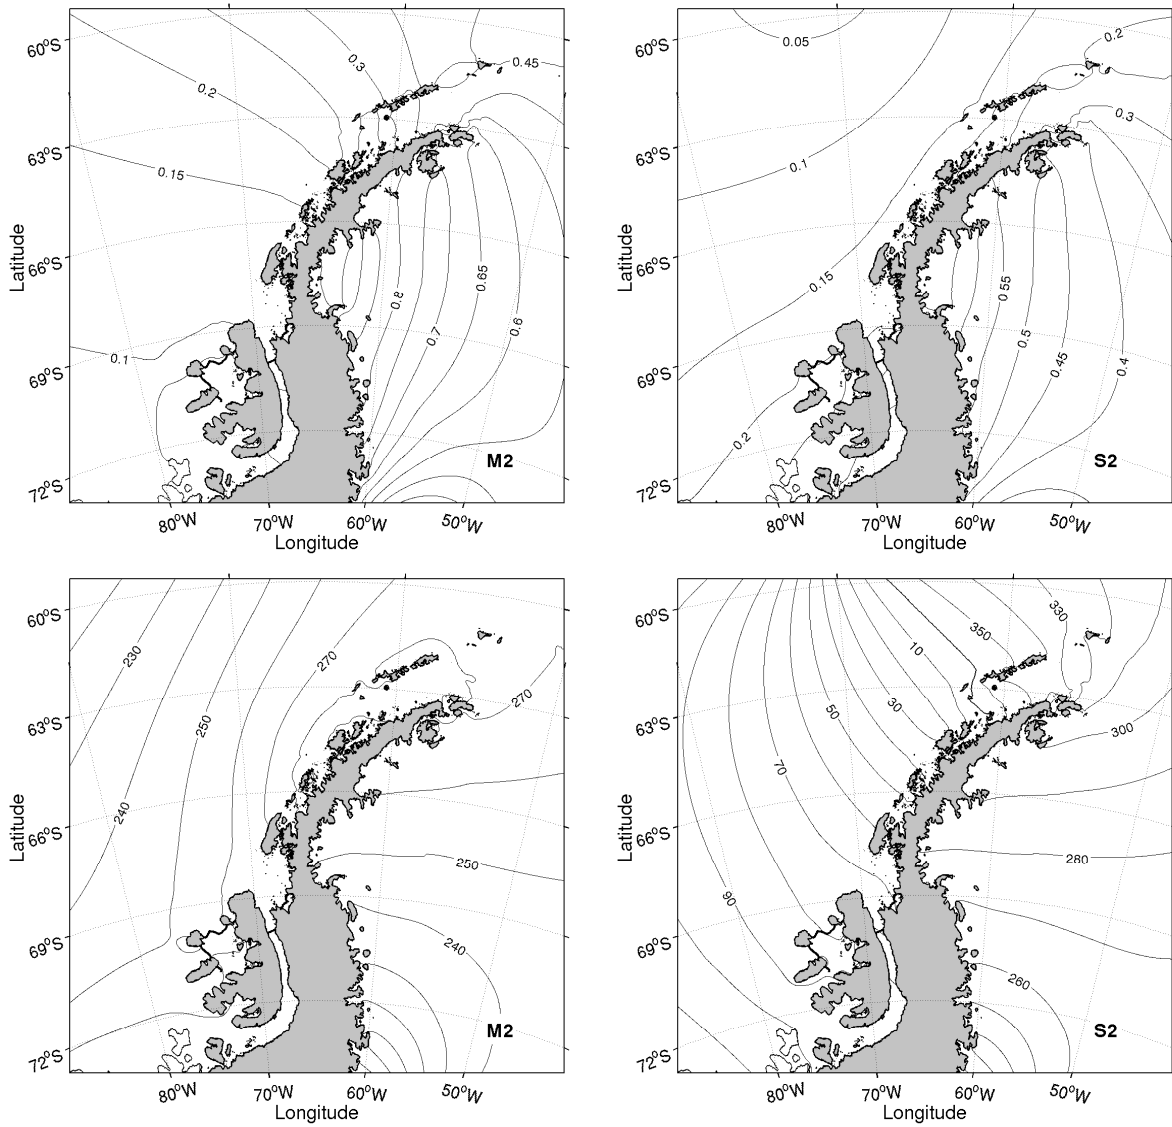 60°S
63°S
66°S
69°S
72°S
Latitude
80°W
70°W
60°W
50°W
Longitude
0.3
0.45
0.2
0.15
0.65
0.8
0.6
0.7
0.1
M2
60°S
63°S
66°S
69°S
72°S
Latitude
80°W
70°W
60°W
50°W
Longitude
0.05
0.2
0.3
0.1
0.15
0.55
0.5
0.45
0.4
0.2
S2
60°S
63°S
66°S
69°S
72°S
Latitude
80°W
70°W
60°W
50°W
Longitude
230
270
270
250
240
250
240
M2
60°S
63°S
66°S
69°S
72°S
Latitude
80°W
70°W
60°W
50°W
Longitude
330
350
10
30
50
300
70
280
90
260
S2